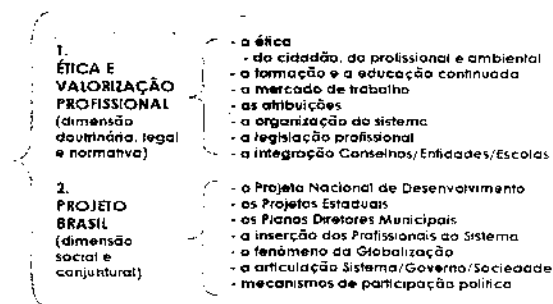 1.
ÉTICA E
VALORIZAÇÃO
PROFISSIONAL
(dimensão
doutrinária, legal
e normativa)
- a ética
- do cidadão, do profissional e ambiental
- a formação e a educação continuada
- o mercado de trabalho
- as atribuições
- a organização do sistema
- a legislação profissional
- a integração Conselhos/Entidades/Escolas
2.
PROJETO
BRASIL
(dimensão
social e
conjuntural)
- o Projeto Nacional de Desenvolvimento
- os Projetos Estaduais
- os Planos Diretores Municipais
- a inserção dos Profissionais do Sistema
- o fenômeno da Globalização
- a articulação Sistema/Governo/Sociedade
- mecanismos de participação política